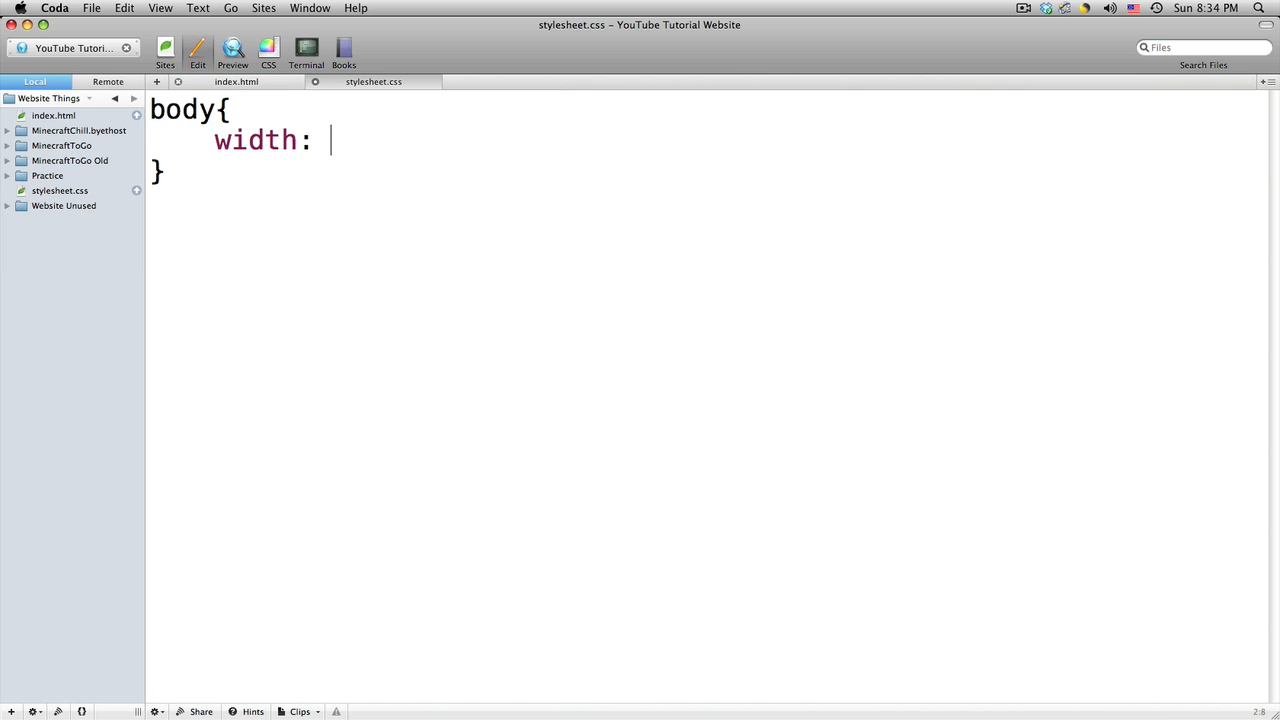 Coda File Edit View Text Go Sites Window Help Sun 8:34 PM
stylesheet.css – YouTube Tutorial Website
YouTube Tutori... Files
Sites Edit Preview CSS Terminal Books Search Files
Local Remote index.html stylesheet.css
Website Things
index.html
MinecraftChill.byethost
MinecraftToGo
MinecraftToGo Old
Practice
stylesheet.css
Website Unused
body{
width:
}
Share Hints Clips 2:8